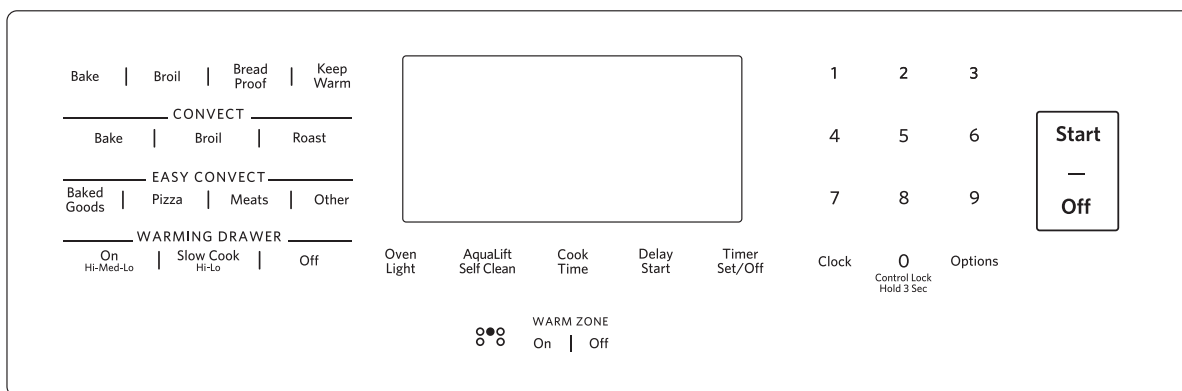 Bake | Broil | Bread Proof | Keep Warm
CONVECT
Bake | Broil | Roast
EASY CONVECT
Baked Goods | Pizza | Meats | Other
WARMING DRAWER
On Hi-Med-Lo | Slow Cook Hi-Lo | Off
Oven Light
AquaLift Self Clean
Cook Time
Delay Start
Timer Set/Off
WARM ZONE
On | Off
1 2 3
4 5 6
7 8 9
Clock
0
Control Lock
Hold 3 Sec
Options
Start
—
Off